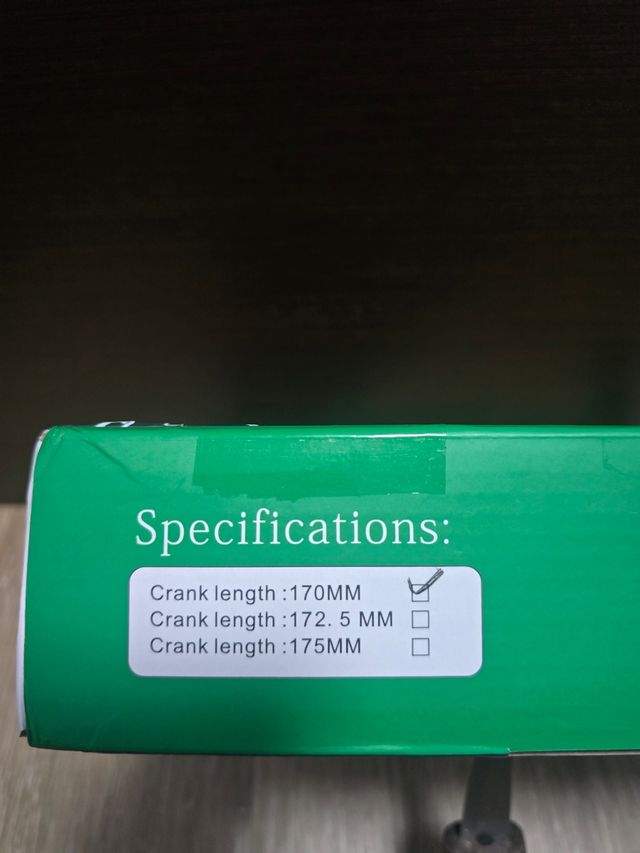 Specifications:
Crank length :170MM
Crank length :172. 5 MM
Crank length :175MM